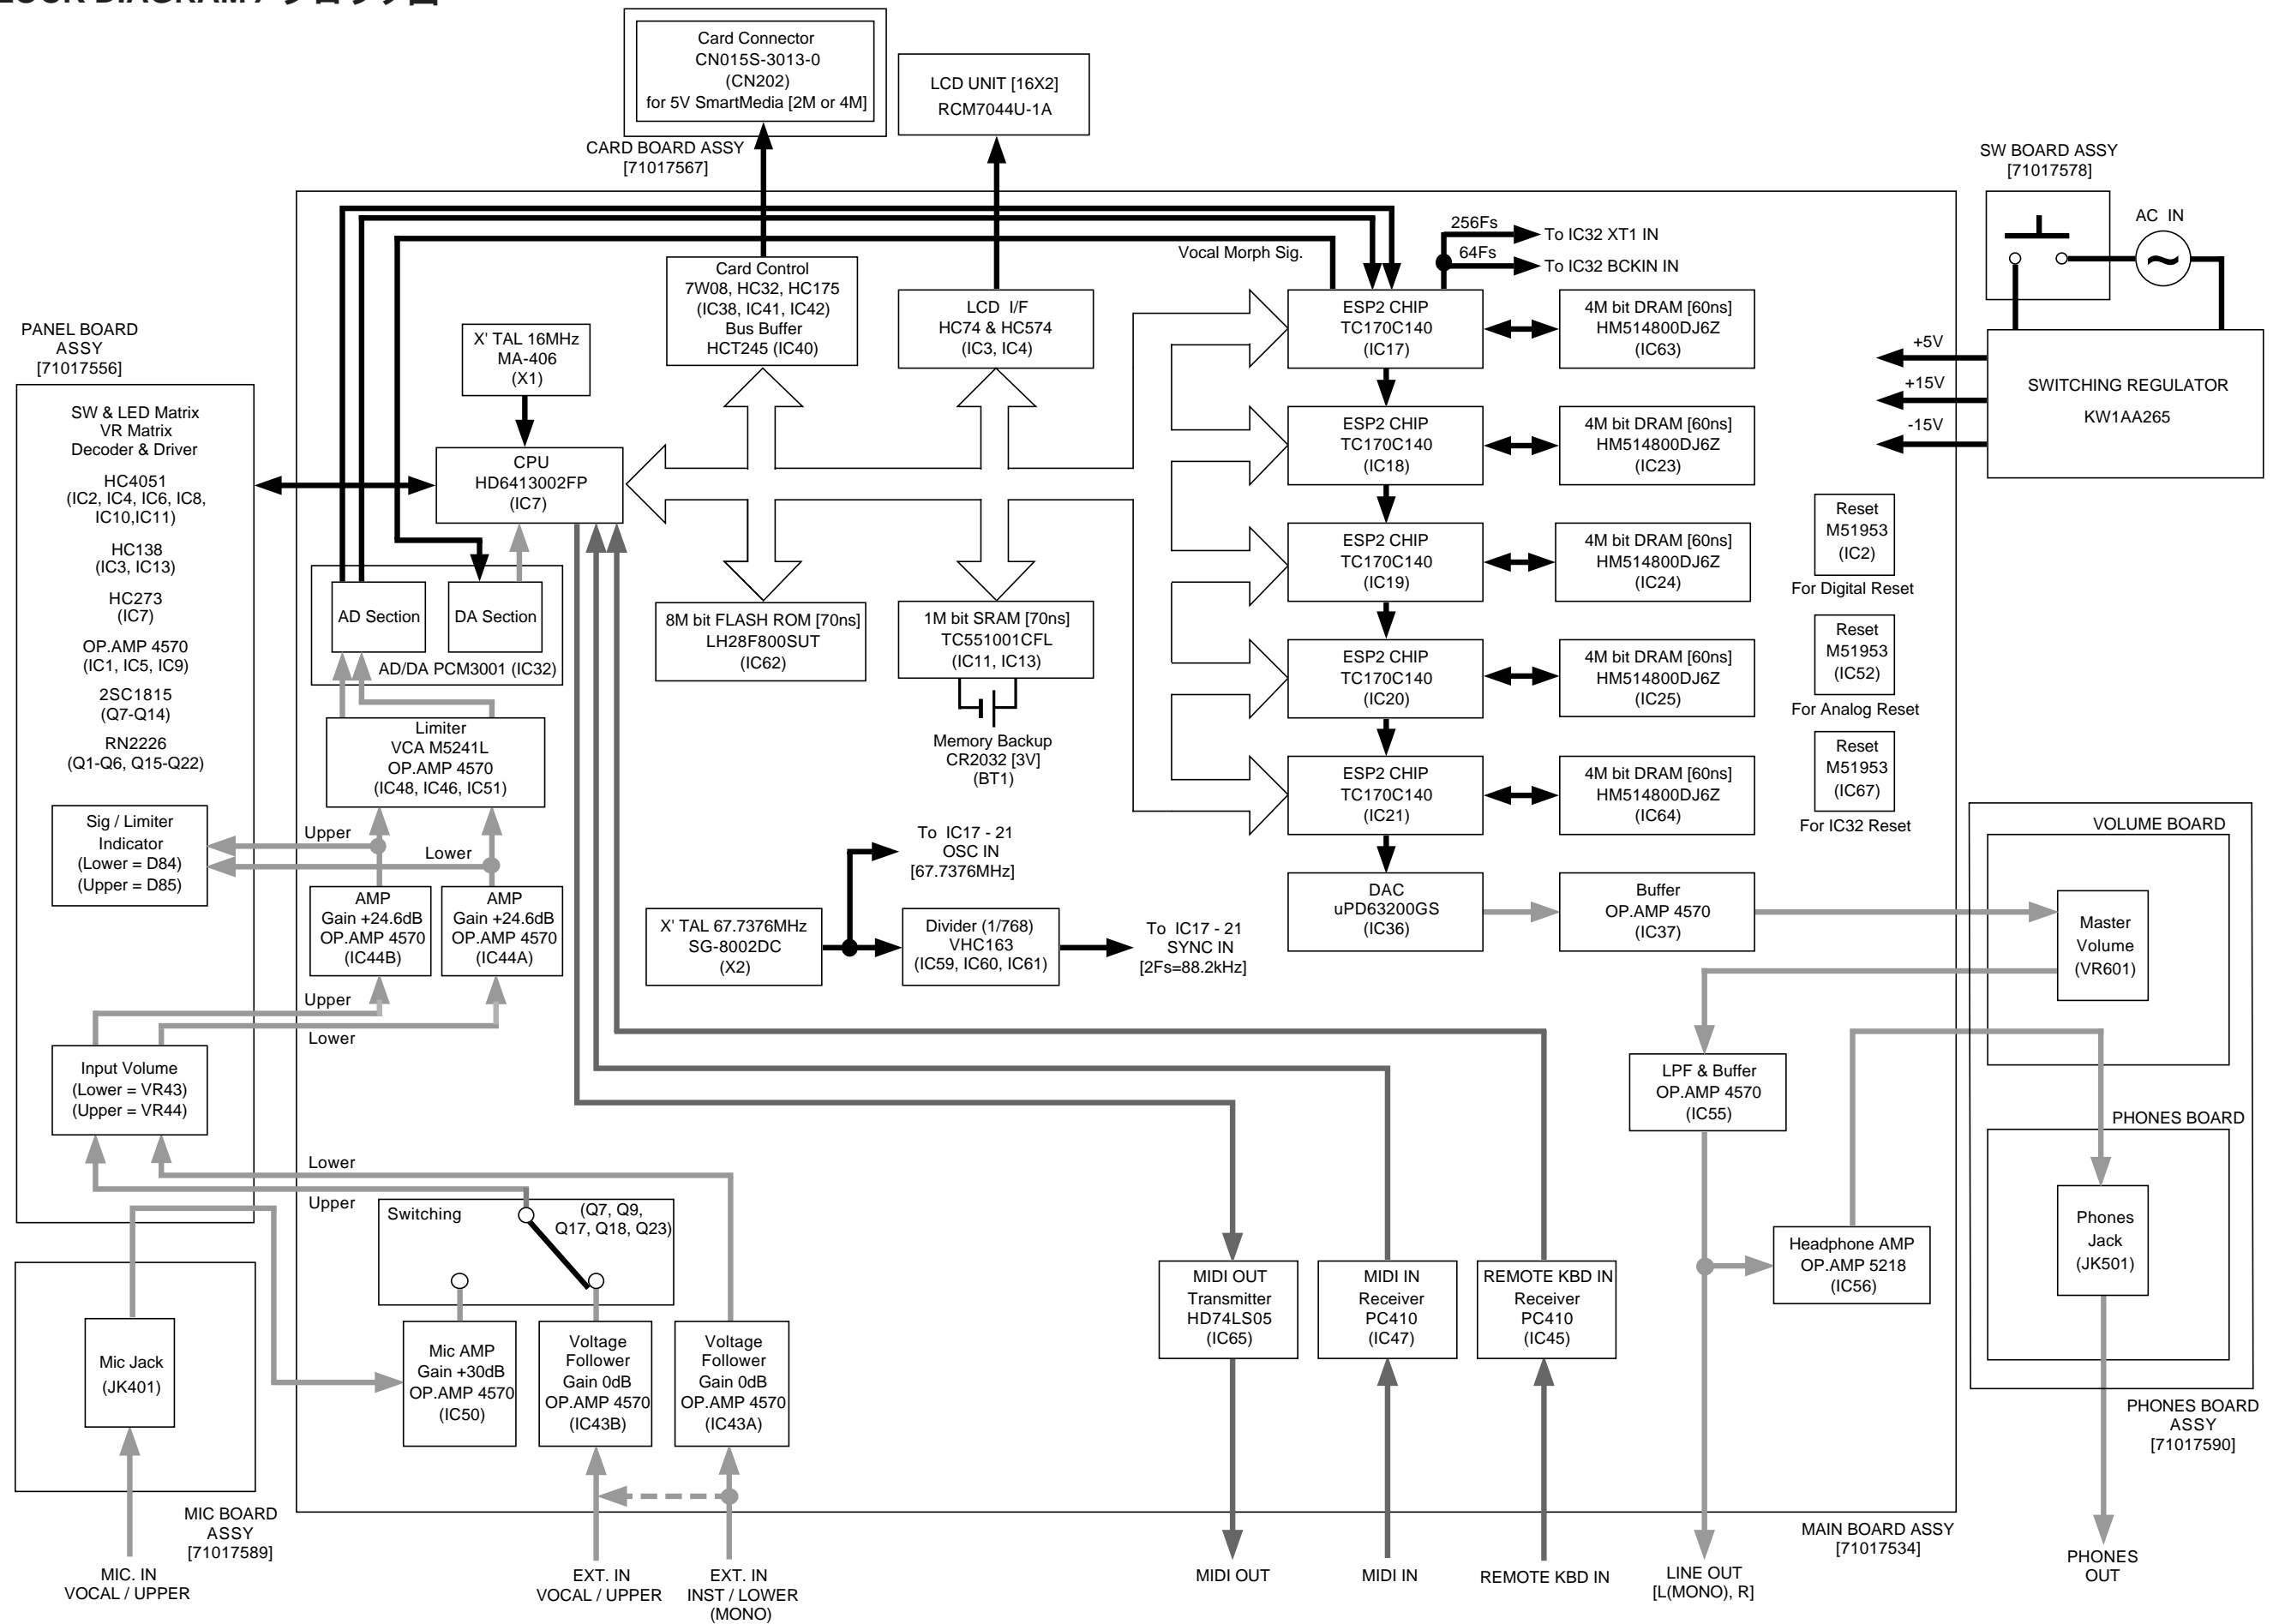 BLOCK DIAGRAM / ブロック図
Card Connector
CN015S-3013-0
(CN202)
for 5V SmartMedia [2M or 4M]
CARD BOARD ASSY
[71017567]
LCD UNIT [16X2]
RCM7044U-1A
SW BOARD ASSY
[71017578]
AC IN
256Fs
To IC32 XT1 IN
64Fs
To IC32 BCKIN IN
Vocal Morph Sig.
Card Control
7W08, HC32, HC175
(IC38, IC41, IC42)
Bus Buffer
HCT245 (IC40)
LCD I/F
HC74 & HC574
(IC3, IC4)
X' TAL 16MHz
MA-406
(X1)
CPU
HD6413002FP
(IC7)
PANEL BOARD
ASSY
[71017556]
SW & LED Matrix
VR Matrix
Decoder & Driver
HC4051
(IC2, IC4, IC6, IC8,
IC10,IC11)
HC138
(IC3, IC13)
HC273
(IC7)
OP.AMP 4570
(IC1, IC5, IC9)
2SC1815
(Q7-Q14)
RN2226
(Q1-Q6, Q15-Q22)
Sig / Limiter
Indicator
(Lower = D84)
(Upper = D85)
Input Volume
(Lower = VR43)
(Upper = VR44)
AD Section
DA Section
AD/DA PCM3001 (IC32)
Limiter
VCA M5241L
OP.AMP 4570
(IC48, IC46, IC51)
Upper
Lower
AMP
Gain +24.6dB
OP.AMP 4570
(IC44B)
AMP
Gain +24.6dB
OP.AMP 4570
(IC44A)
Upper
Lower
8M bit FLASH ROM [70ns]
LH28F800SUT
(IC62)
1M bit SRAM [70ns]
TC551001CFL
(IC11, IC13)
Memory Backup
CR2032 [3V]
(BT1)
To IC17 - 21
OSC IN
[67.7376MHz]
X' TAL 67.7376MHz
SG-8002DC
(X2)
Divider (1/768)
VHC163
(IC59, IC60, IC61)
To IC17 - 21
SYNC IN
[2Fs=88.2kHz]
ESP2 CHIP
TC170C140
(IC17)
4M bit DRAM [60ns]
HM514800DJ6Z
(IC63)
ESP2 CHIP
TC170C140
(IC18)
4M bit DRAM [60ns]
HM514800DJ6Z
(IC23)
ESP2 CHIP
TC170C140
(IC19)
4M bit DRAM [60ns]
HM514800DJ6Z
(IC24)
ESP2 CHIP
TC170C140
(IC20)
4M bit DRAM [60ns]
HM514800DJ6Z
(IC25)
ESP2 CHIP
TC170C140
(IC21)
4M bit DRAM [60ns]
HM514800DJ6Z
(IC64)
DAC
uPD63200GS
(IC36)
Buffer
OP.AMP 4570
(IC37)
+5V
+15V
-15V
SWITCHING REGULATOR
KW1AA265
Reset
M51953
(IC2)
For Digital Reset
Reset
M51953
(IC52)
For Analog Reset
Reset
M51953
(IC67)
For IC32 Reset
VOLUME BOARD
Master
Volume
(VR601)
LPF & Buffer
OP.AMP 4570
(IC55)
PHONES BOARD
Phones
Jack
(JK501)
Headphone AMP
OP.AMP 5218
(IC56)
PHONES BOARD
ASSY
[71017590]
Lower
Upper
Switching
(Q7, Q9,
Q17, Q18, Q23)
Mic Jack
(JK401)
Mic AMP
Gain +30dB
OP.AMP 4570
(IC50)
Voltage
Follower
Gain 0dB
OP.AMP 4570
(IC43B)
Voltage
Follower
Gain 0dB
OP.AMP 4570
(IC43A)
MIDI OUT
Transmitter
HD74LS05
(IC65)
MIDI IN
Receiver
PC410
(IC47)
REMOTE KBD IN
Receiver
PC410
(IC45)
MIC BOARD
ASSY
[71017589]
MAIN BOARD ASSY
[71017534]
MIC. IN
VOCAL / UPPER
EXT. IN
VOCAL / UPPER
EXT. IN
INST / LOWER
(MONO)
MIDI OUT
MIDI IN
REMOTE KBD IN
LINE OUT
[L(MONO), R]
PHONES
OUT